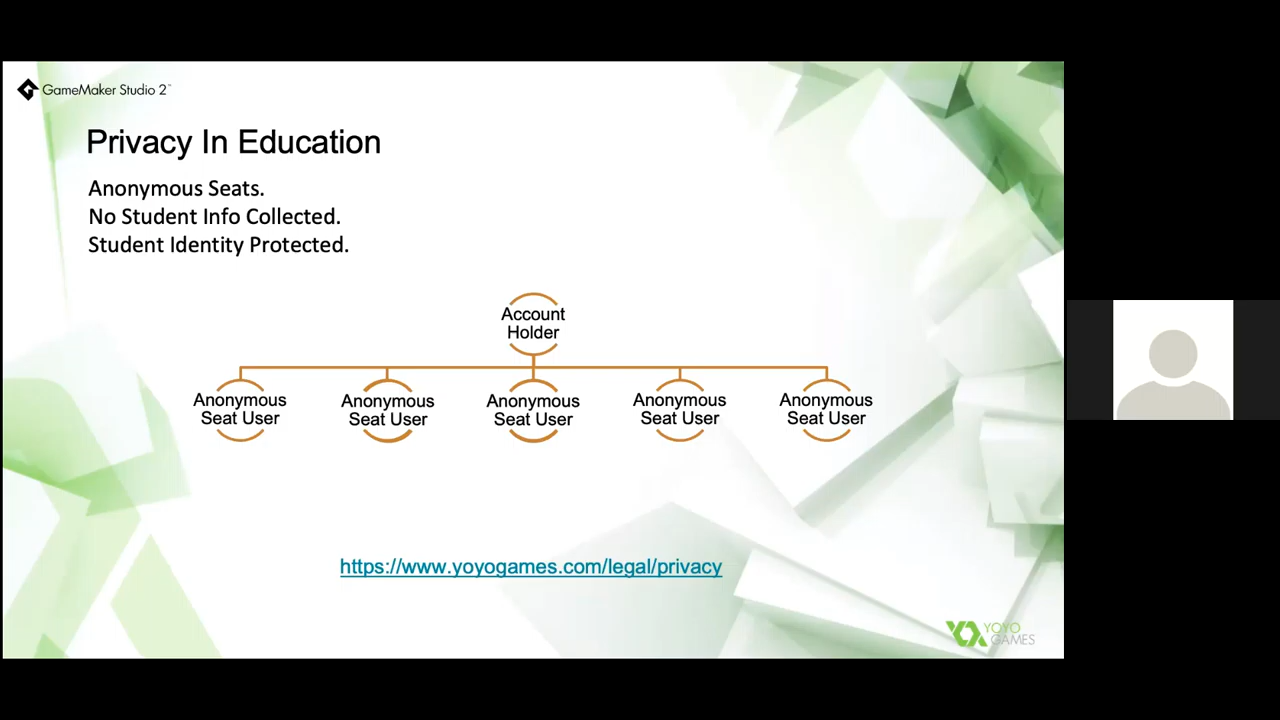 GameMaker Studio 2™
Privacy In Education
Anonymous Seats.
No Student Info Collected.
Student Identity Protected.
Account
Holder
Anonymous
Seat User
Anonymous
Seat User
Anonymous
Seat User
Anonymous
Seat User
Anonymous
Seat User
https://www.yoyogames.com/legal/privacy
YOYO
GAMES